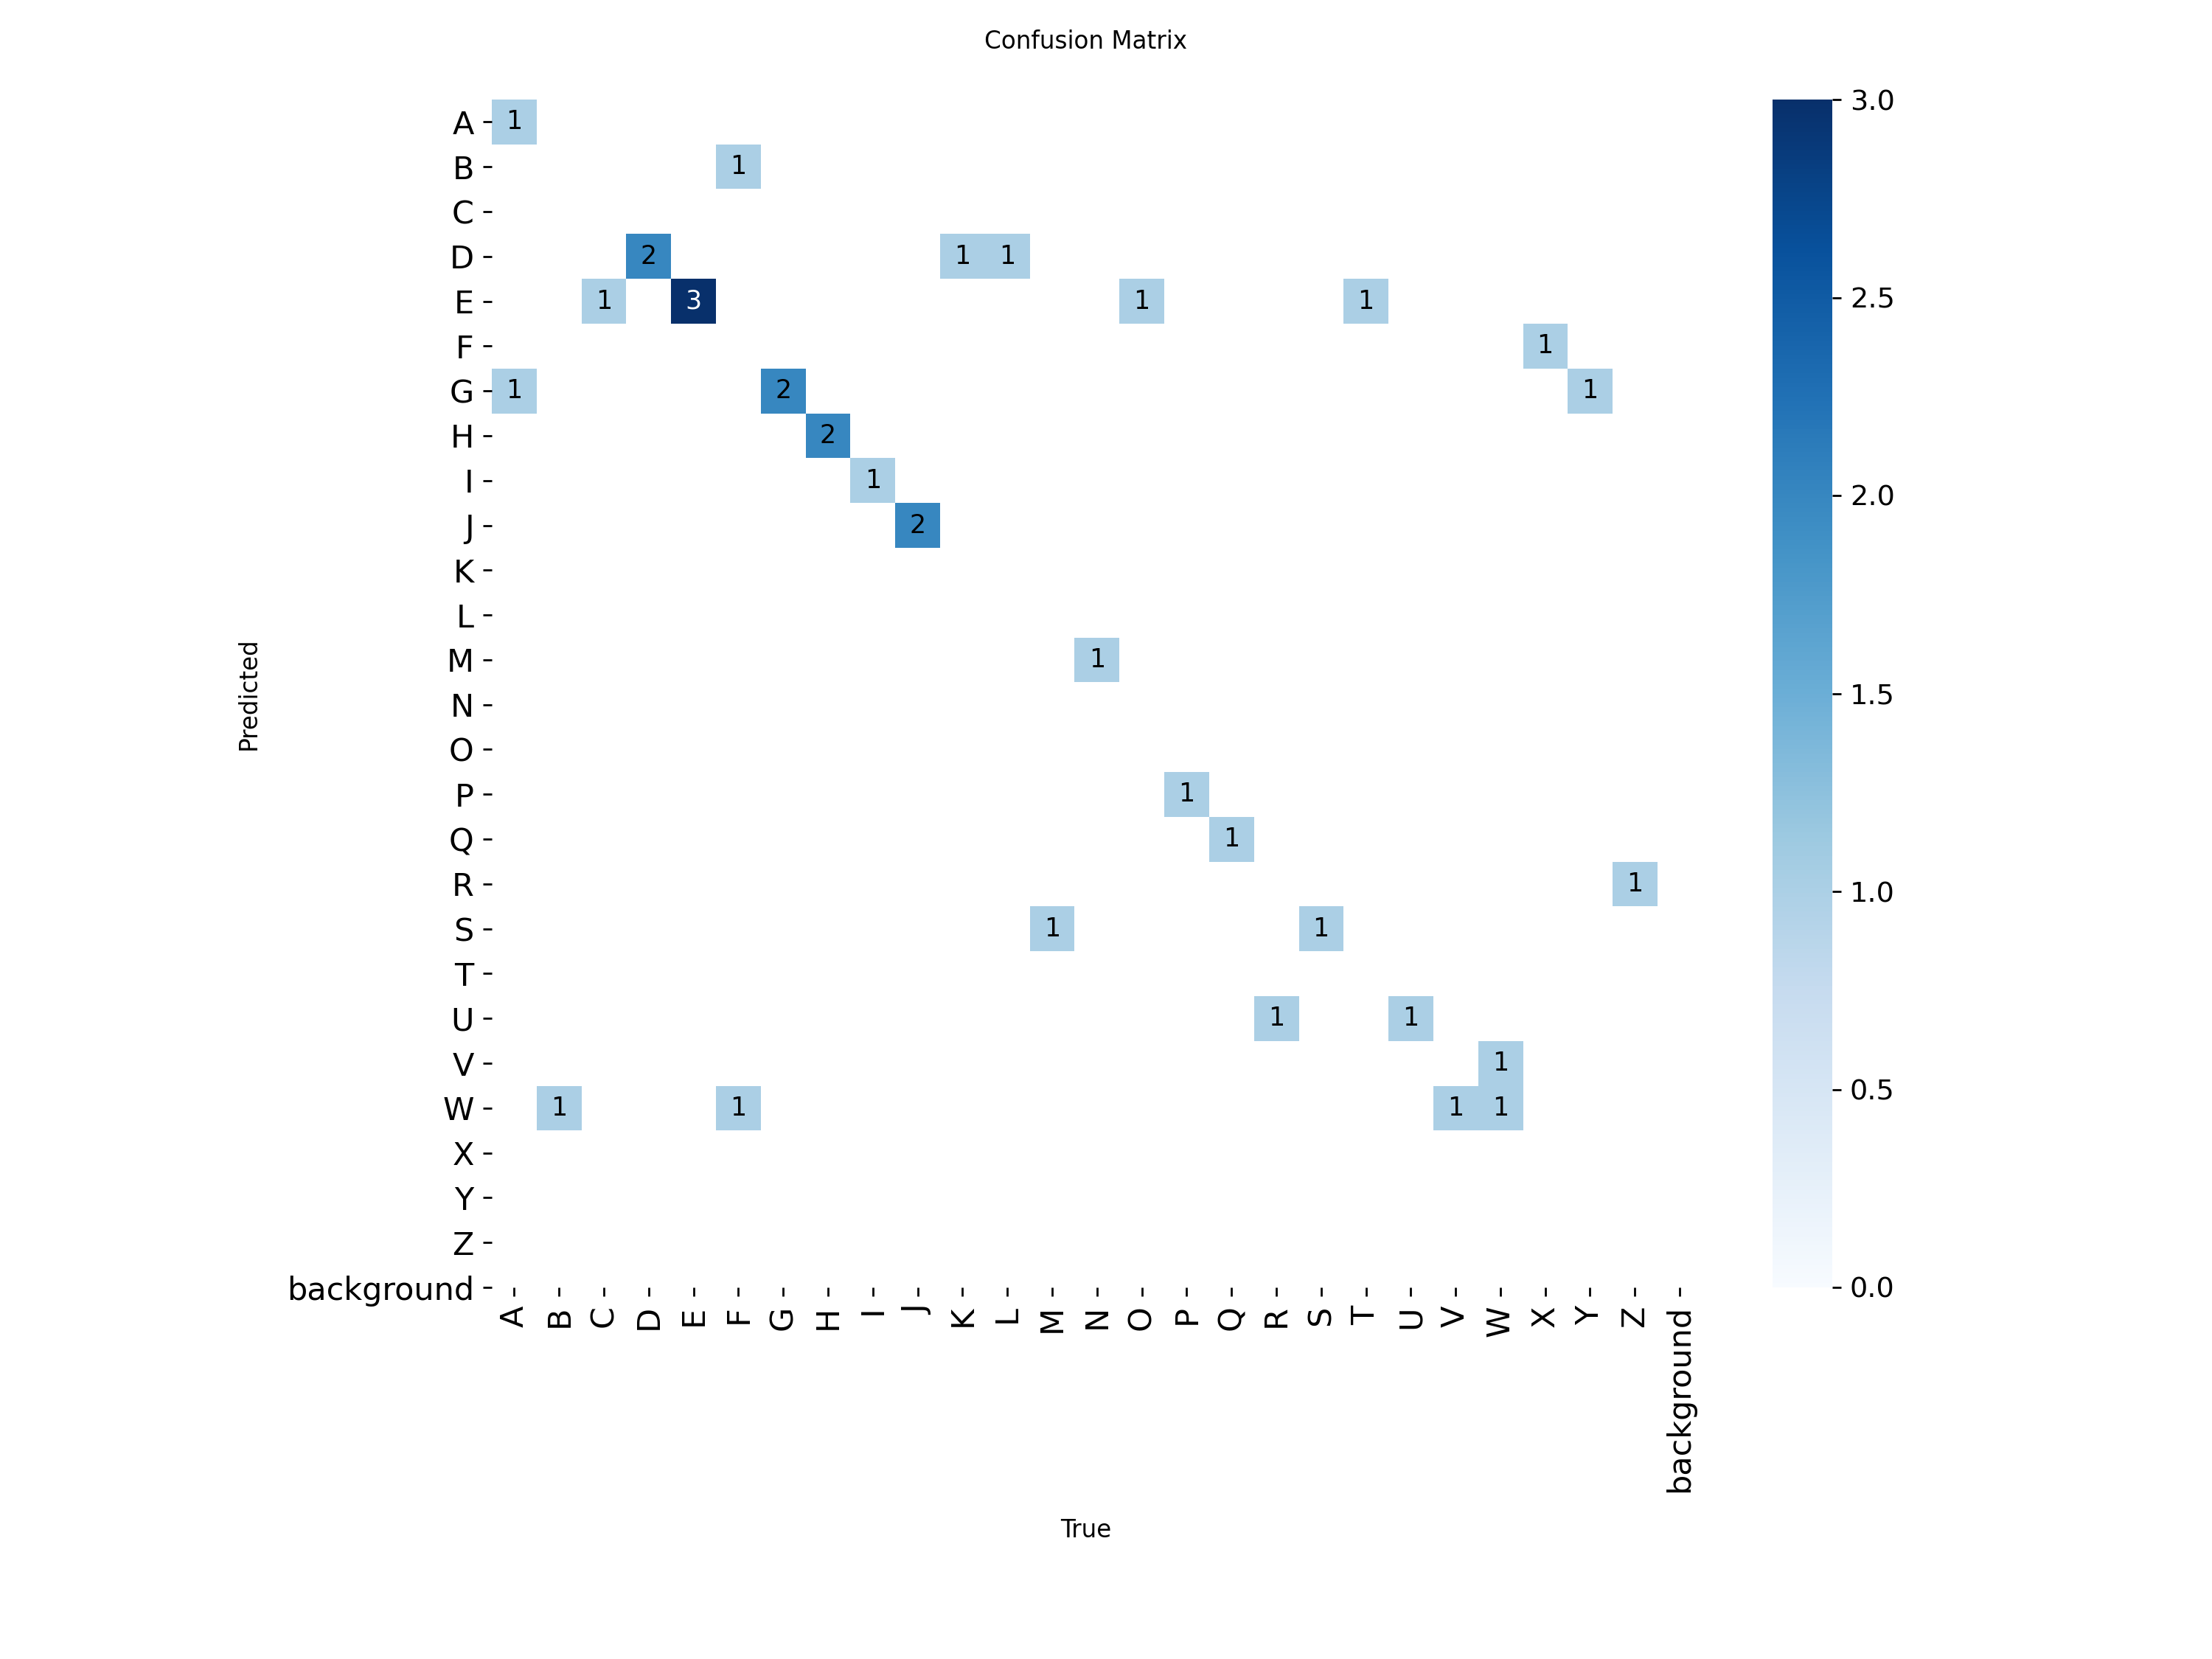 Confusion Matrix
A 1
B 1
C
D 2 1 1
E 1 3 1 1
F 1
G 1 2 1
H 2
I 1
J 2
K
L
M 1
N
O
P 1
Q 1
R 1
S 1 1
T
U 1 1
V 1
W 1 1 1 1
X
Y
Z
background
A B C D E F G H I J K L M N O P Q R S T U V W X Y Z background
Predicted
True
3.0
2.5
2.0
1.5
1.0
0.5
0.0